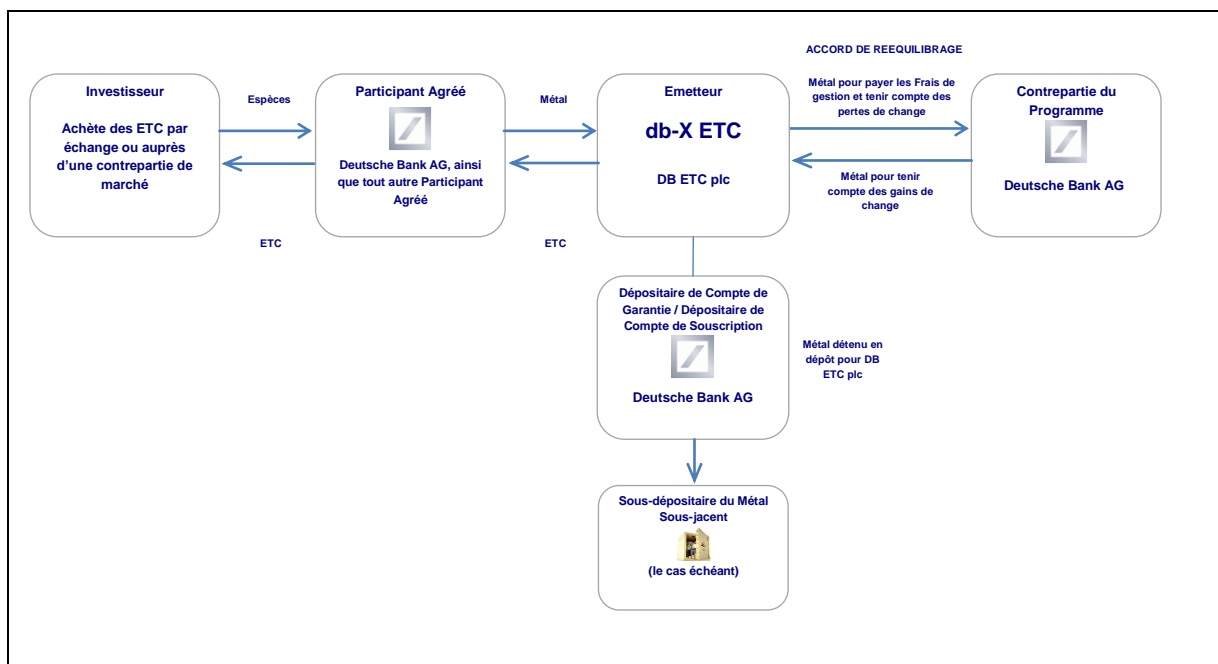 ACCORD DE REEQUILIBRAGE
Investisseur
Achète des ETC par
échange ou auprès
d'une contrepartie de
marché
Espèces
ETC
Participant Agréé
Deutsche Bank AG, ainsi
que tout autre Participant
Agréé
Métal
ETC
Emetteur
db-X ETC
DB ETC plc
Métal pour payer les Frais de
gestion et tenir compte des
pertes de change
Métal pour tenir
compte des gains de
change
Contrepartie du
Programme
Deutsche Bank AG
Dépositaire de Compte de
Garantie / Dépositaire de
Compte de Souscription
Deutsche Bank AG
Métal détenu en
dépôt pour DB
ETC plc
Sous-dépositaire du Métal
Sous-jacent
(le cas échéant)